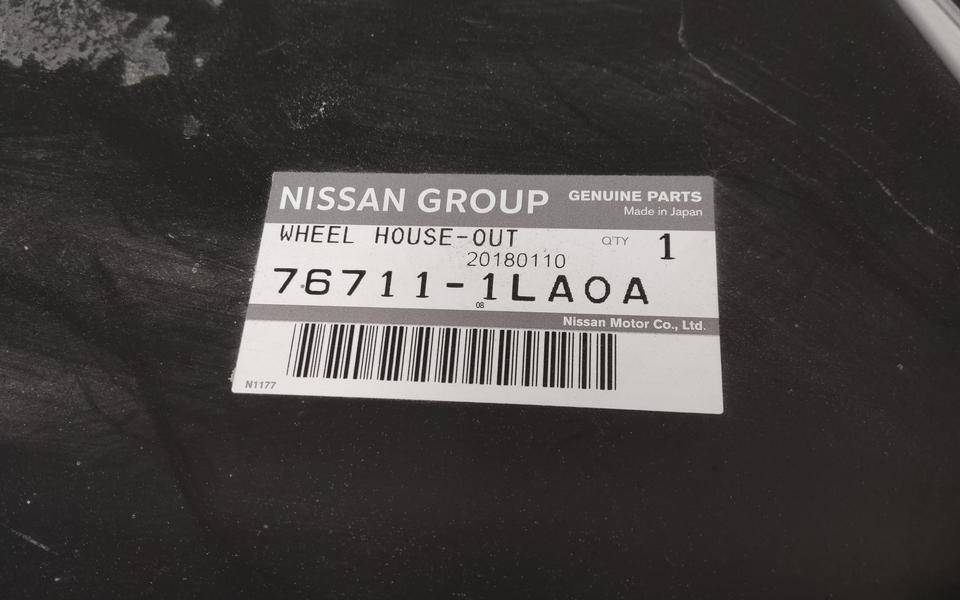 NISSAN GROUP GENUINE PARTS
Made in Japan
WHEEL HOUSE-OUT Q'TY 1
20180110
76711-1LA0A
08
Nissan Motor Co., Ltd.
N1177